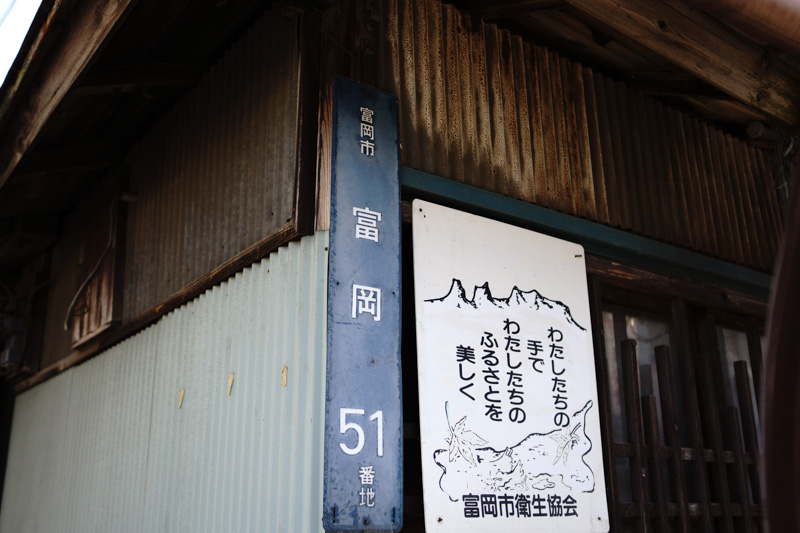 富岡市
富岡
51
番地
わたしたちの
手で
わたしたちの
ふるさとを
美しく
富岡市衛生協会